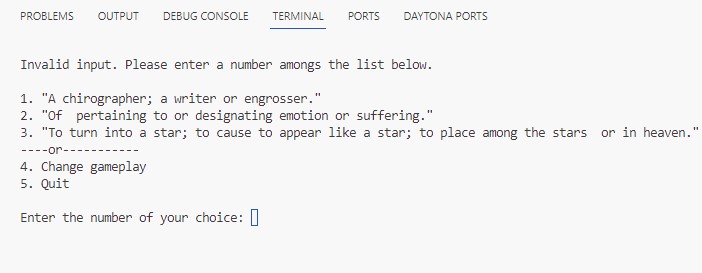 PROBLEMS OUTPUT DEBUG CONSOLE TERMINAL PORTS DAYTONA PORTS
Invalid input. Please enter a number amongs the list below.
1. "A chirographer; a writer or engrosser."
2. "Of  pertaining to or designating emotion or suffering."
3. "To turn into a star; to cause to appear like a star; to place among the stars  or in heaven."
----or-----------
4. Change gameplay
5. Quit
Enter the number of your choice: